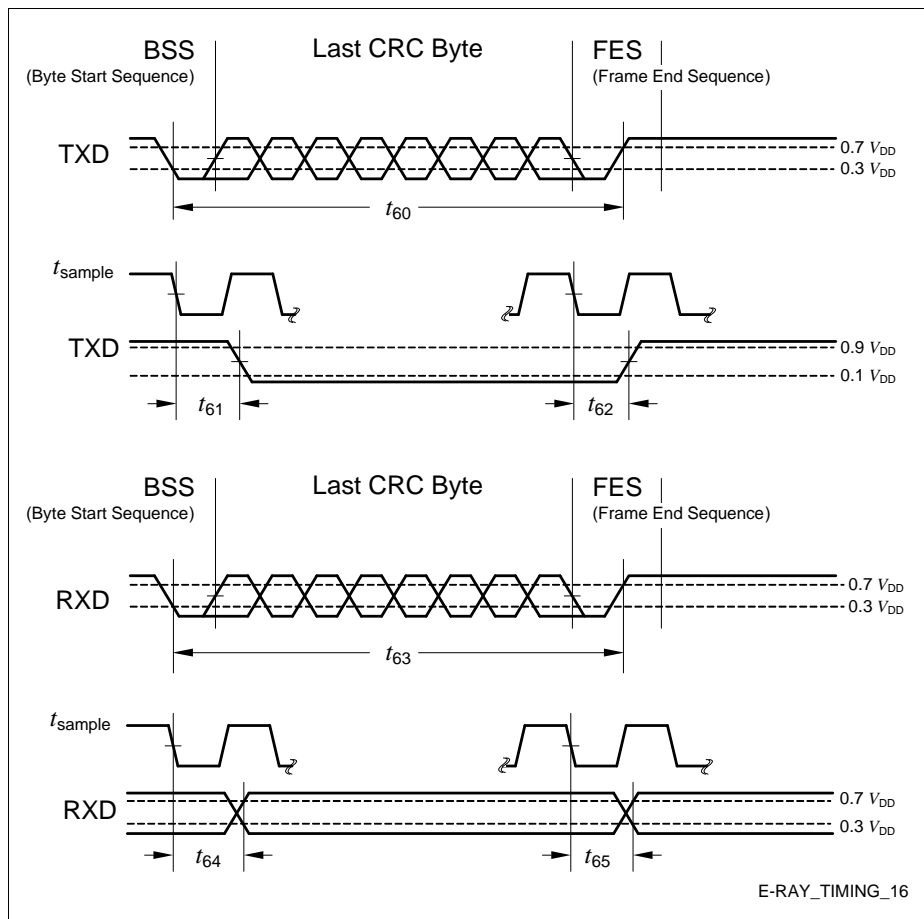 BSS Last CRC Byte FES
(Byte Start Sequence) (Frame End Sequence)
TXD
0.7 VDD
0.3 VDD
t60
tsample
TXD
0.9 VDD
0.1 VDD
t61 t62
BSS Last CRC Byte FES
(Byte Start Sequence) (Frame End Sequence)
RXD
0.7 VDD
0.3 VDD
t63
tsample
RXD
0.7 VDD
0.3 VDD
t64 t65
E-RAY_TIMING_16